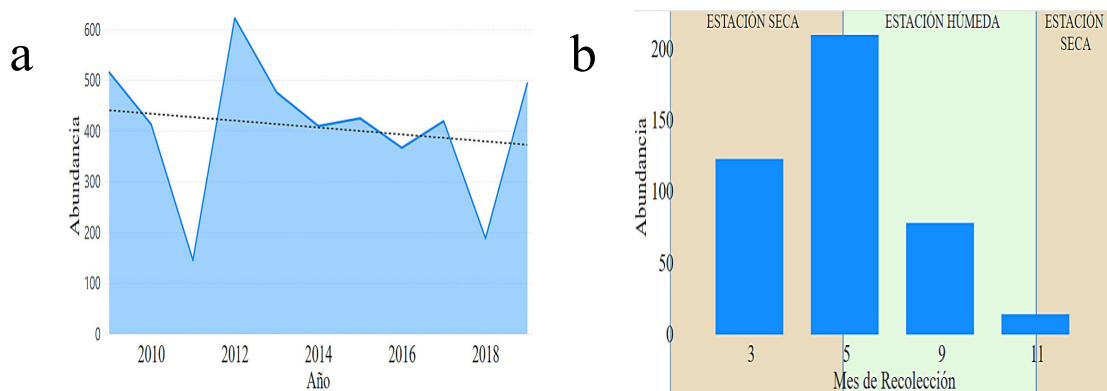 a
600
500
400
300
200
100
0
Abundancia
2010
2012
2014
2016
2018
Año
b
ESTACIÓN SECA
ESTACIÓN HÚMEDA
ESTACIÓN
SECA
200
150
100
50
0
Abundancia
3
5
9
11
Mes de Recolección